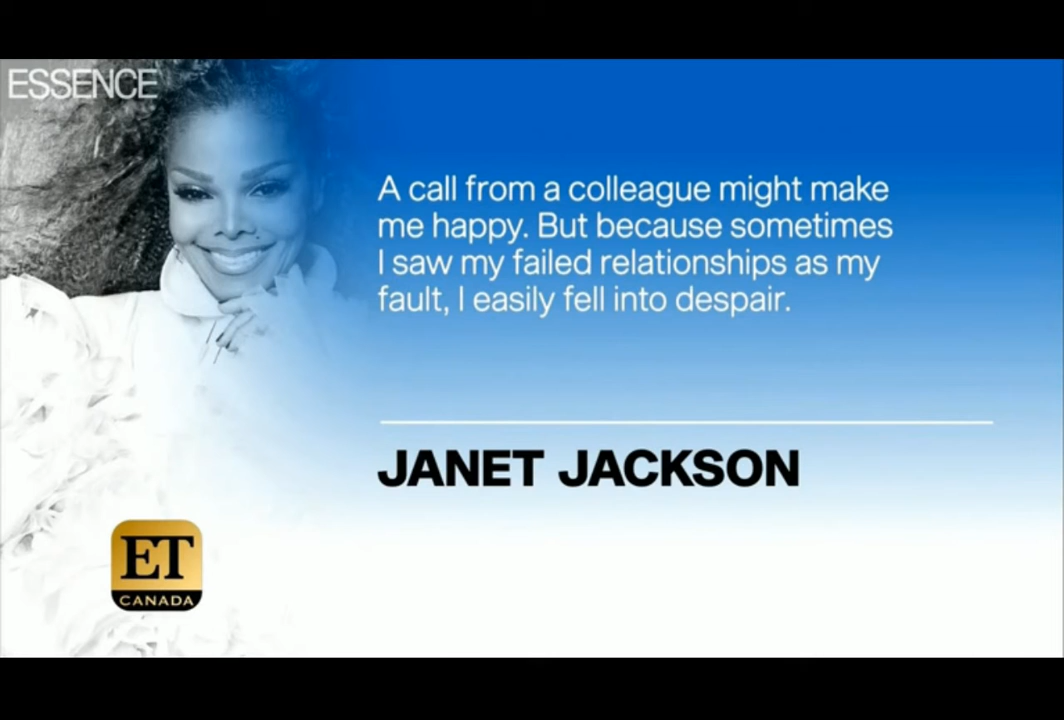 ESSENCE
A call from a colleague might make
me happy. But because sometimes
I saw my failed relationships as my
fault, I easily fell into despair.
JANET JACKSON
ET
CANADA